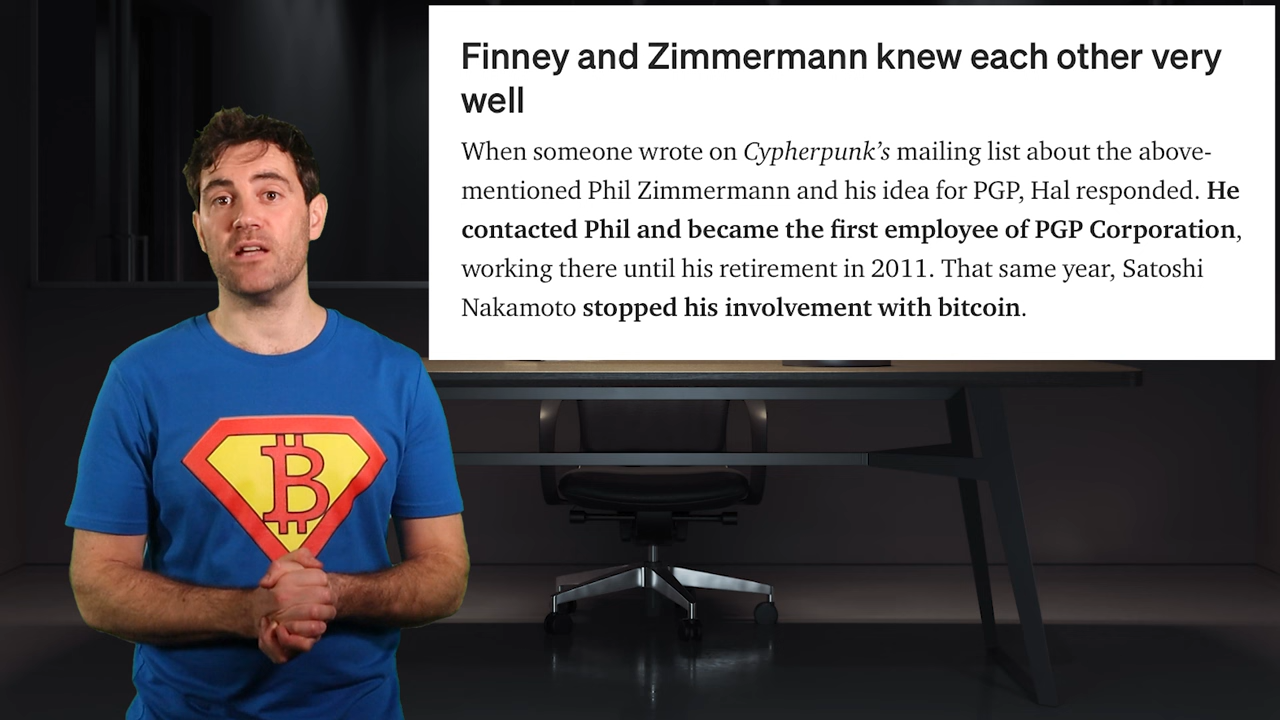 Finney and Zimmermann knew each other very
well
When someone wrote on Cypherpunk’s mailing list about the above-
mentioned Phil Zimmermann and his idea for PGP, Hal responded. He
contacted Phil and became the first employee of PGP Corporation,
working there until his retirement in 2011. That same year, Satoshi
Nakamoto stopped his involvement with bitcoin.